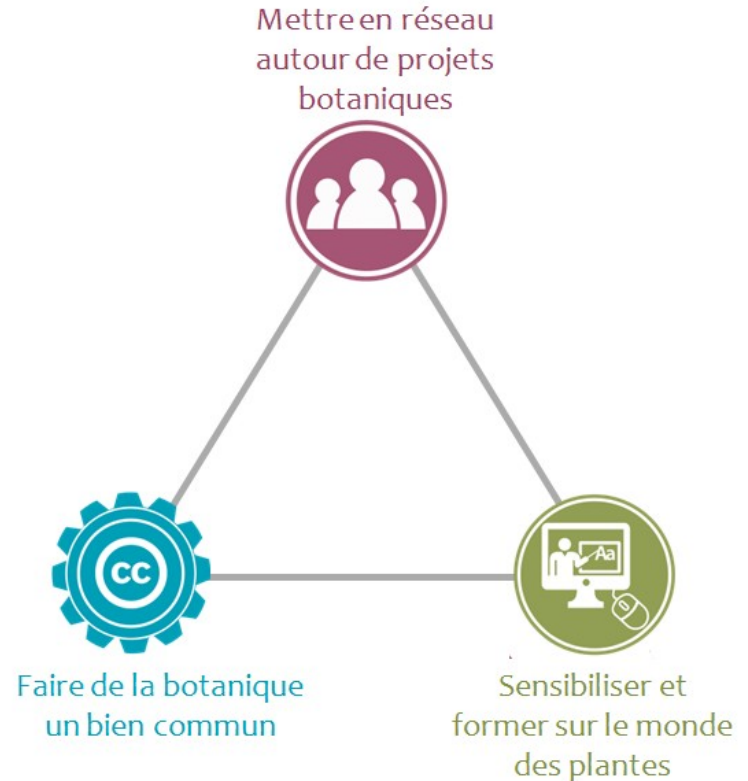 Mettre en réseau
autour de projets
botaniques
Aa
cc
Faire de la botanique
un bien commun
Sensibiliser et
former sur le monde
des plantes